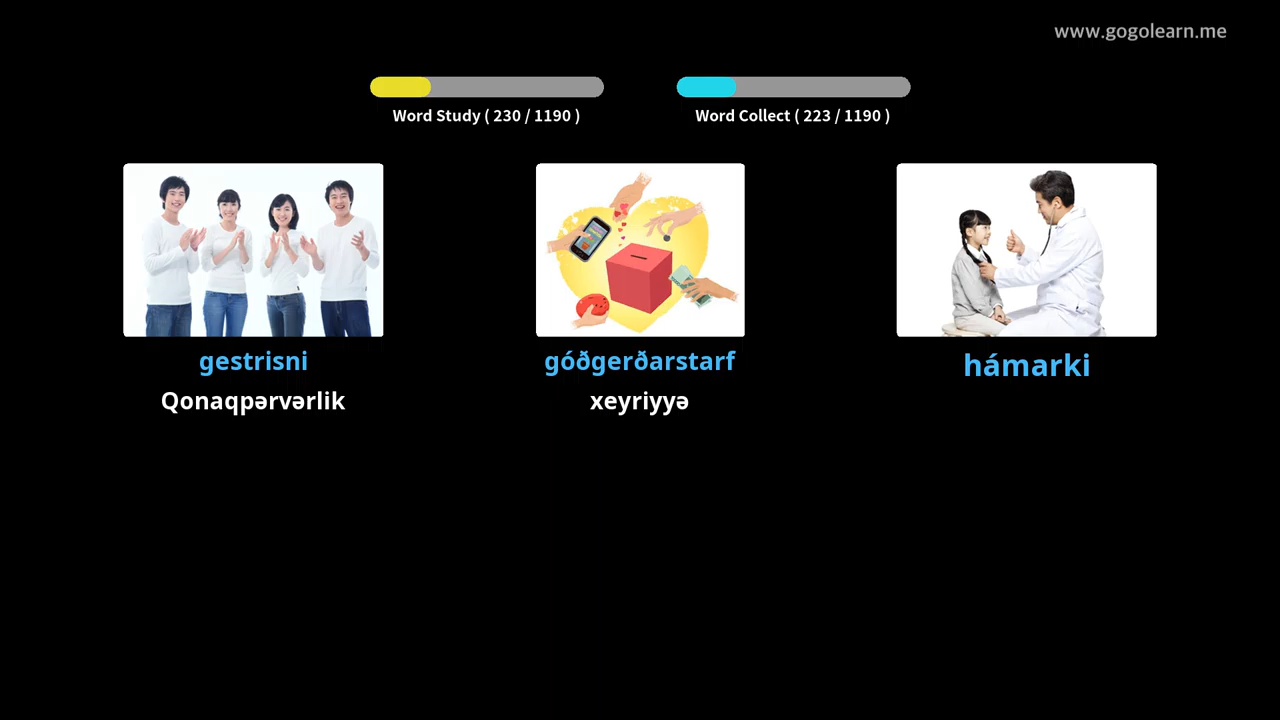 www.gogolearn.me
Word Study ( 230 / 1190 )
Word Collect ( 223 / 1190 )
gestrisni
Qonaqpərvərlik
góðgerðarstarf
xeyriyyə
hámarki